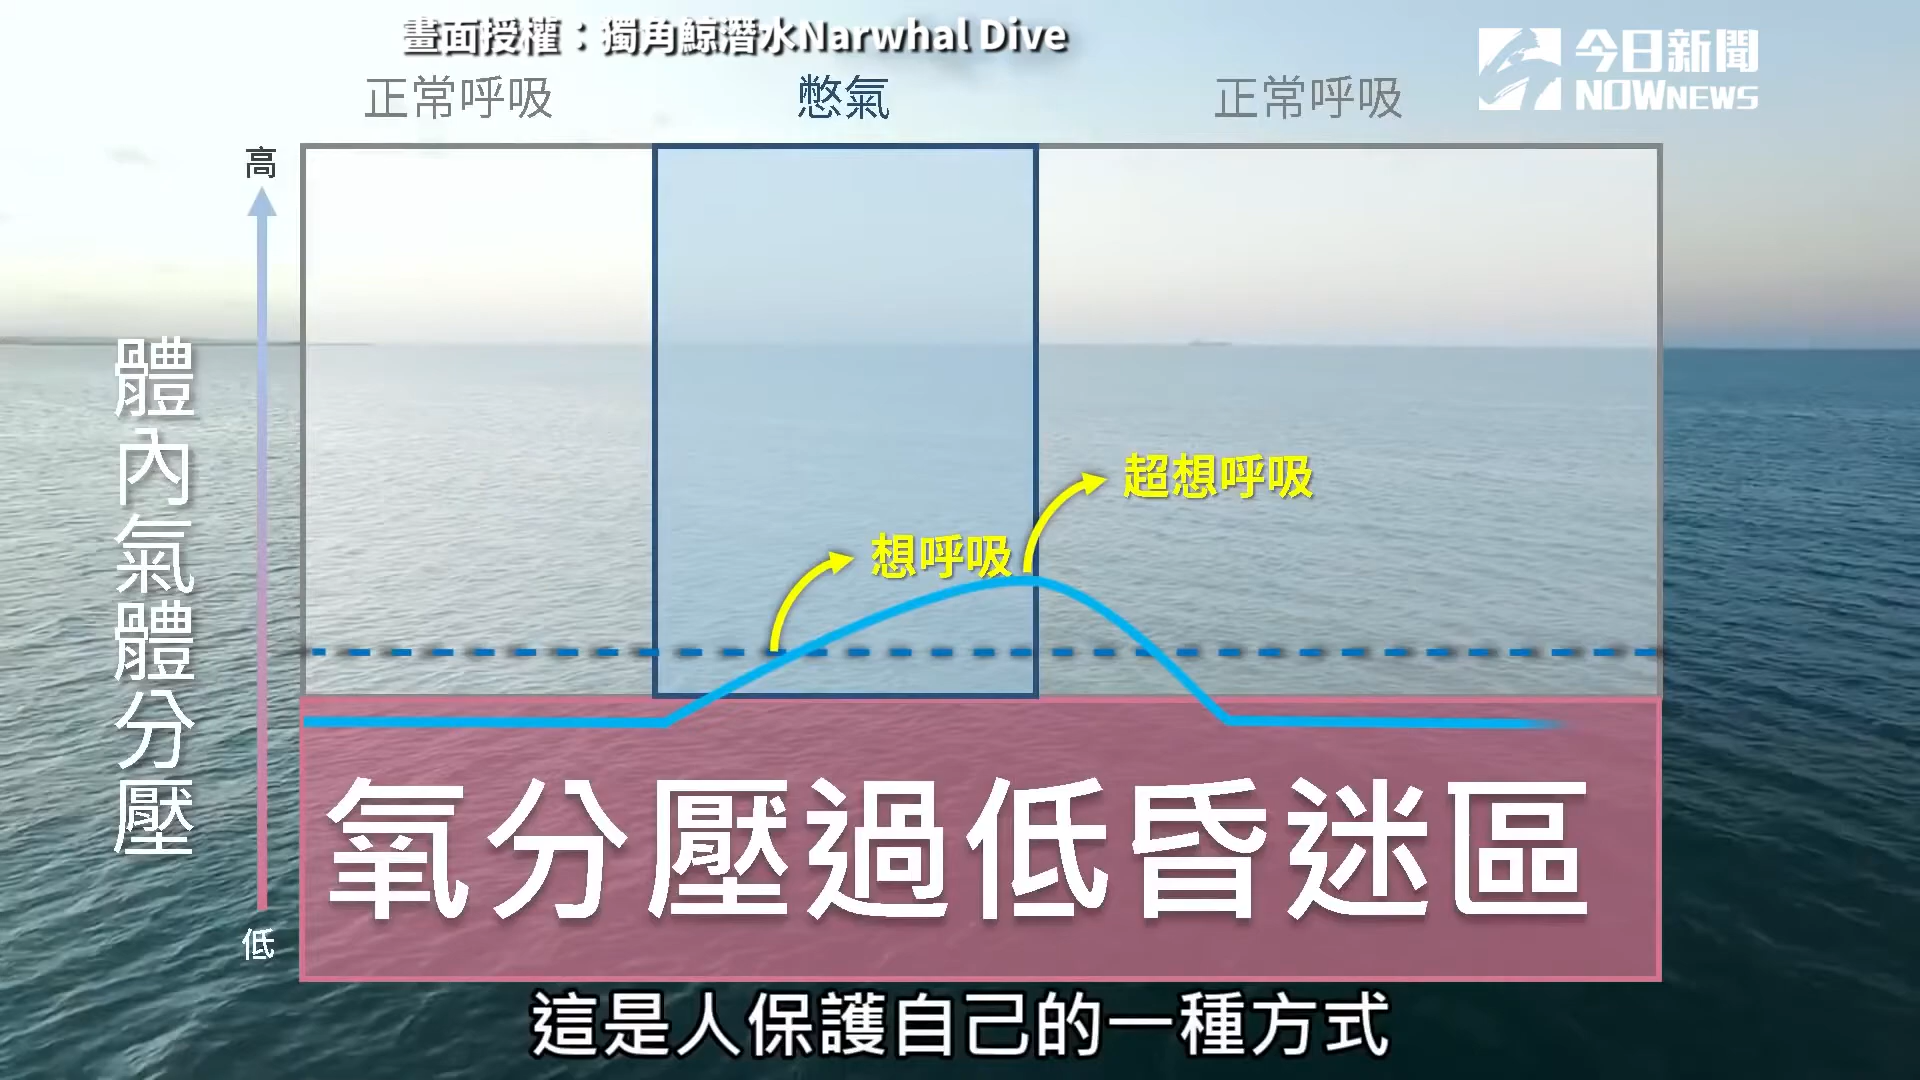 畫面授權：獨角鯨潛水Narwhal Dive
今日新聞
NOWNEWS
正常呼吸
憋氣
正常呼吸
高
體內氣體分壓
超想呼吸
想呼吸
氧分壓過低昏迷區
低
這是人保護自己的一種方式